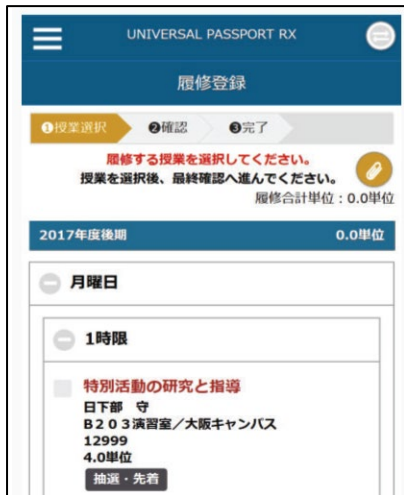 UNIVERSAL PASSPORT RX
履修登録
❶授業選択 ❷確認 ❸完了
履修する授業を選択してください。
授業を選択後、最終確認へ進んでください。
履修合計単位:0.0単位
2017年度後期 0.0単位
月曜日
1時限
特別活動の研究と指導
日下部 守
B203演習室/大阪キャンパス
12999
4.0単位
抽選・先着